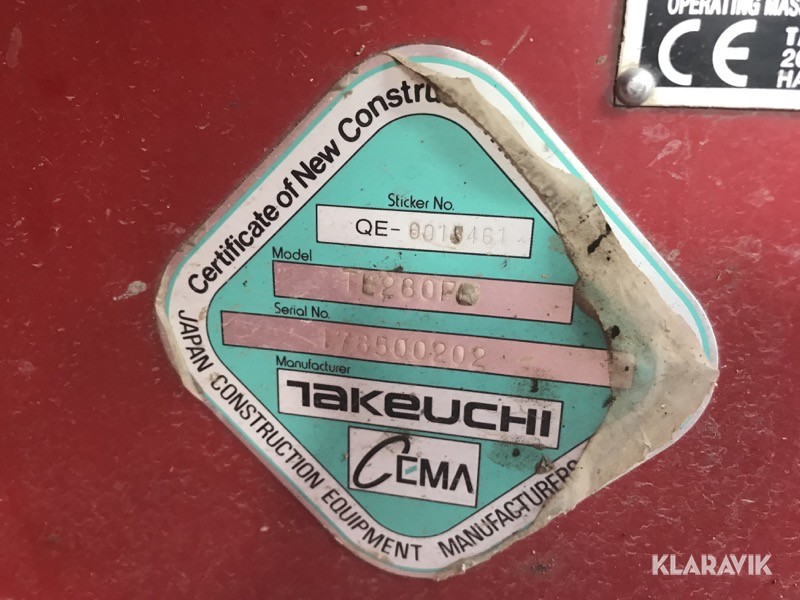 OPERATING MAS
CE
Certificate of New Constru
Sticker No.
QE-
Model
Serial No.
178500202
Manufacturer
TAKEUCHI
CEMA
JAPAN CONSTRUCTION EQUIPMENT MANUFACTURERS
KLARAVIK